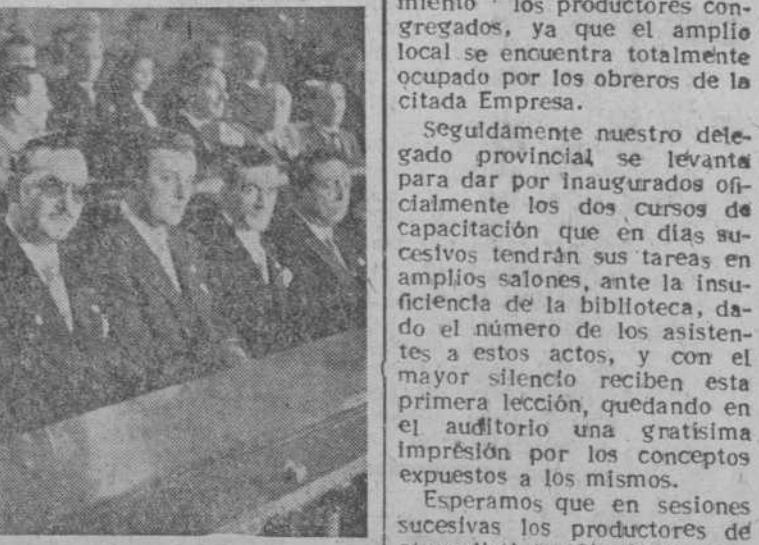 miento los productores con-
gregados, ya que el amplio
local se encuentra totalmente
ocupado por los obreros de la
citada Empresa.
Seguidamente nuestro dele-
gado provincial se levanta
para dar por inaugurados ofi-
cialmente los dos cursos de
capacitación que en días su-
cesivos tendrán sus tareas en
amplios salones, ante la insu-
ficiencia de la biblioteca, da-
do el número de los asisten-
tes a estos actos, y con el
mayor silencio reciben esta
primera lección, quedando en
el auditorio una gratísima
impresión por los conceptos
expuestos a los mismos.
Esperamos que en sesiones
sucesivas los productores de